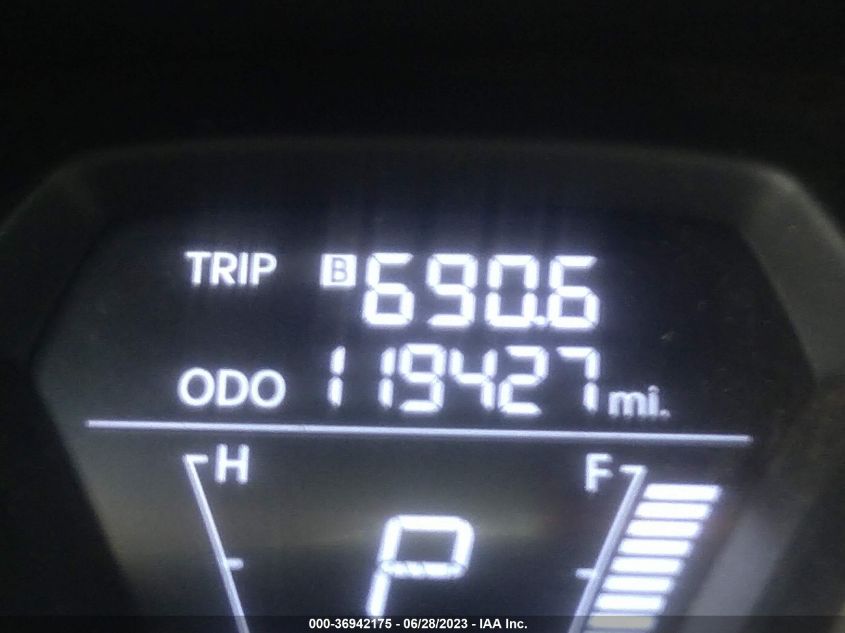 TRIP B 690.6
ODO 119427 mi.
H F
P
000-36942175 - 06/28/2023 - IAA Inc.